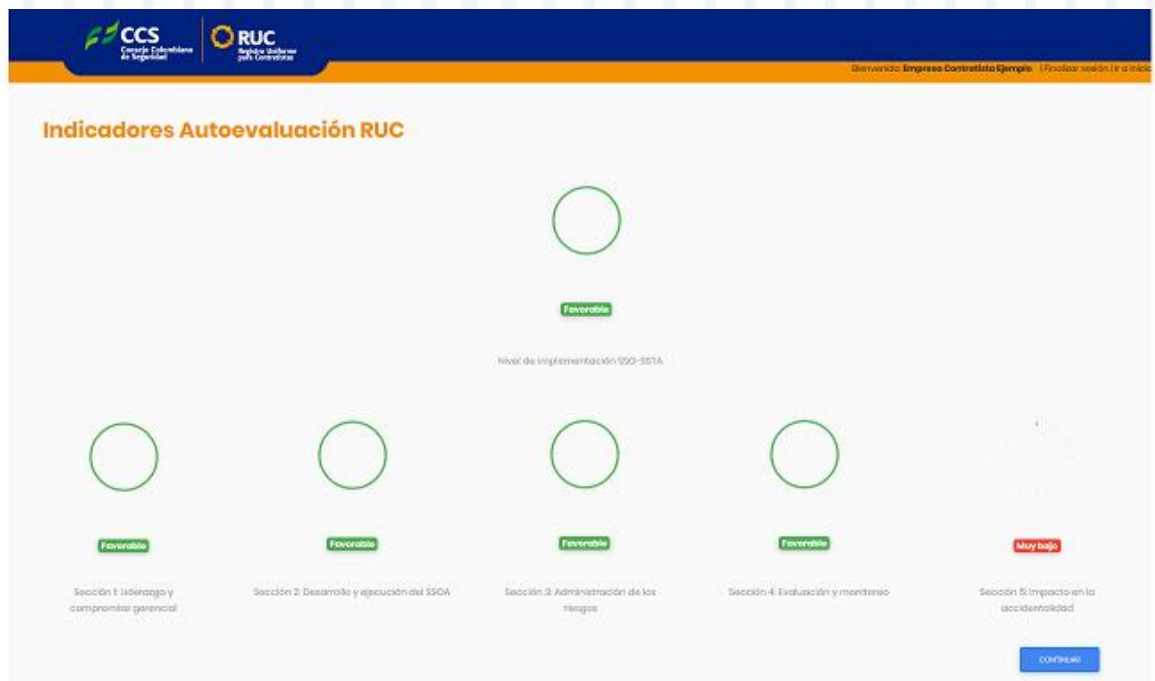 CCS
Consejo Colombiano
de Seguridad
RUC
Registro Uniforme
para Contratistas
Bienvenido Empresa Contratista Ejemplo | Finalizar sesión | Ir a inicio
Indicadores Autoevaluación RUC
Favorable
Nivel de implementación SSO-SSTA
Favorable
Favorable
Favorable
Favorable
Muy bajo
Sección 1: Liderazgo y
compromiso gerencial
Sección 2: Desarrollo y ejecución del SSOA
Sección 3: Administración de los
riesgos
Sección 4: Evaluación y monitoreo
Sección 5: Impacto en la
accidentalidad
CONTINUAR